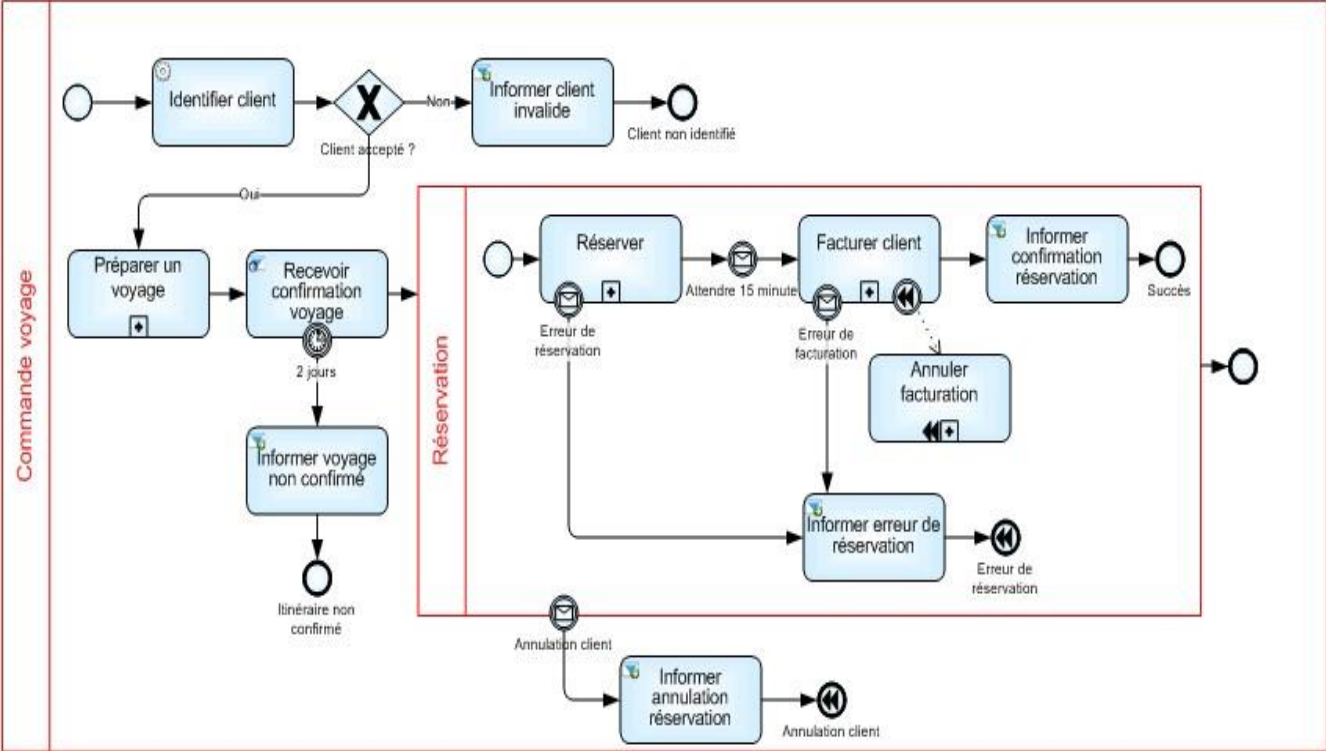 Commande voyage
Identifier client
Client accepté ?
Non
Informer client
invalide
Client non identifié
Oui
Préparer un
voyage
Recevoir
confirmation
voyage
2 jours
Informer voyage
non confirmé
Itinéraire non
confirmé
Réservation
Réserver
Erreur de
réservation
Attendre 15 minute
Facturer client
Erreur de
facturation
Informer
confirmation
réservation
Succès
Annuler
facturation
Informer erreur de
réservation
Erreur de
réservation
Annulation client
Informer
annulation
réservation
Annulation client